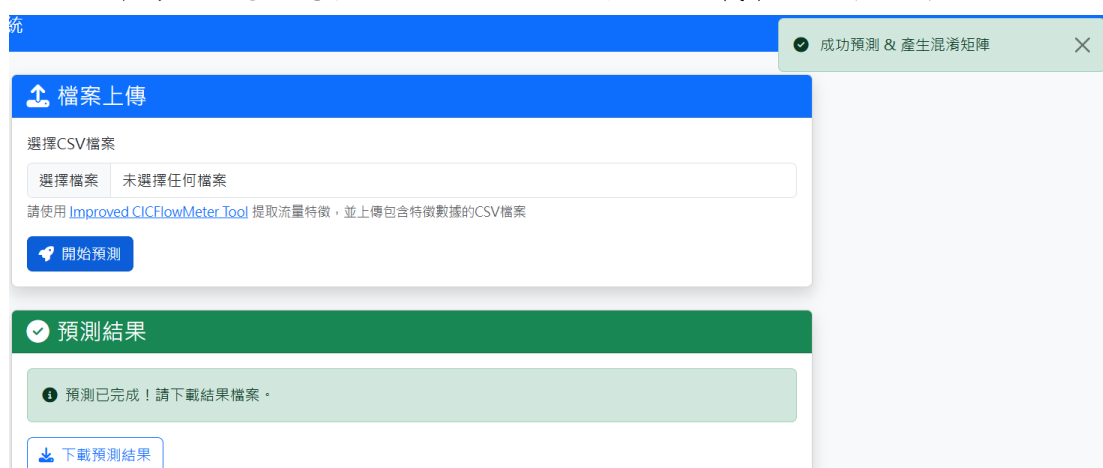 統
成功預測 & 產生混淆矩陣
檔案上傳
選擇CSV檔案
選擇檔案 未選擇任何檔案
請使用 Improved CICFlowMeter Tool 提取流量特徵，並上傳包含特徵數據的CSV檔案
開始預測
預測結果
預測已完成！請下載結果檔案。
下載預測結果